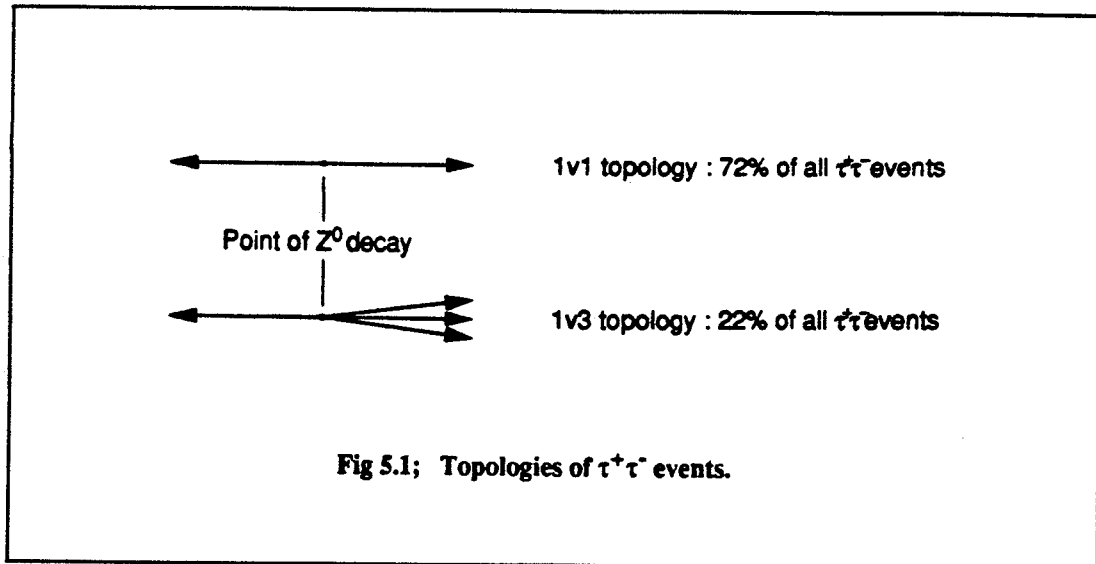 1v1 topology : 72% of all τ⁺τ⁻ events
Point of Z⁰ decay
1v3 topology : 22% of all τ⁺τ⁻ events
Fig 5.1; Topologies of τ⁺τ⁻ events.